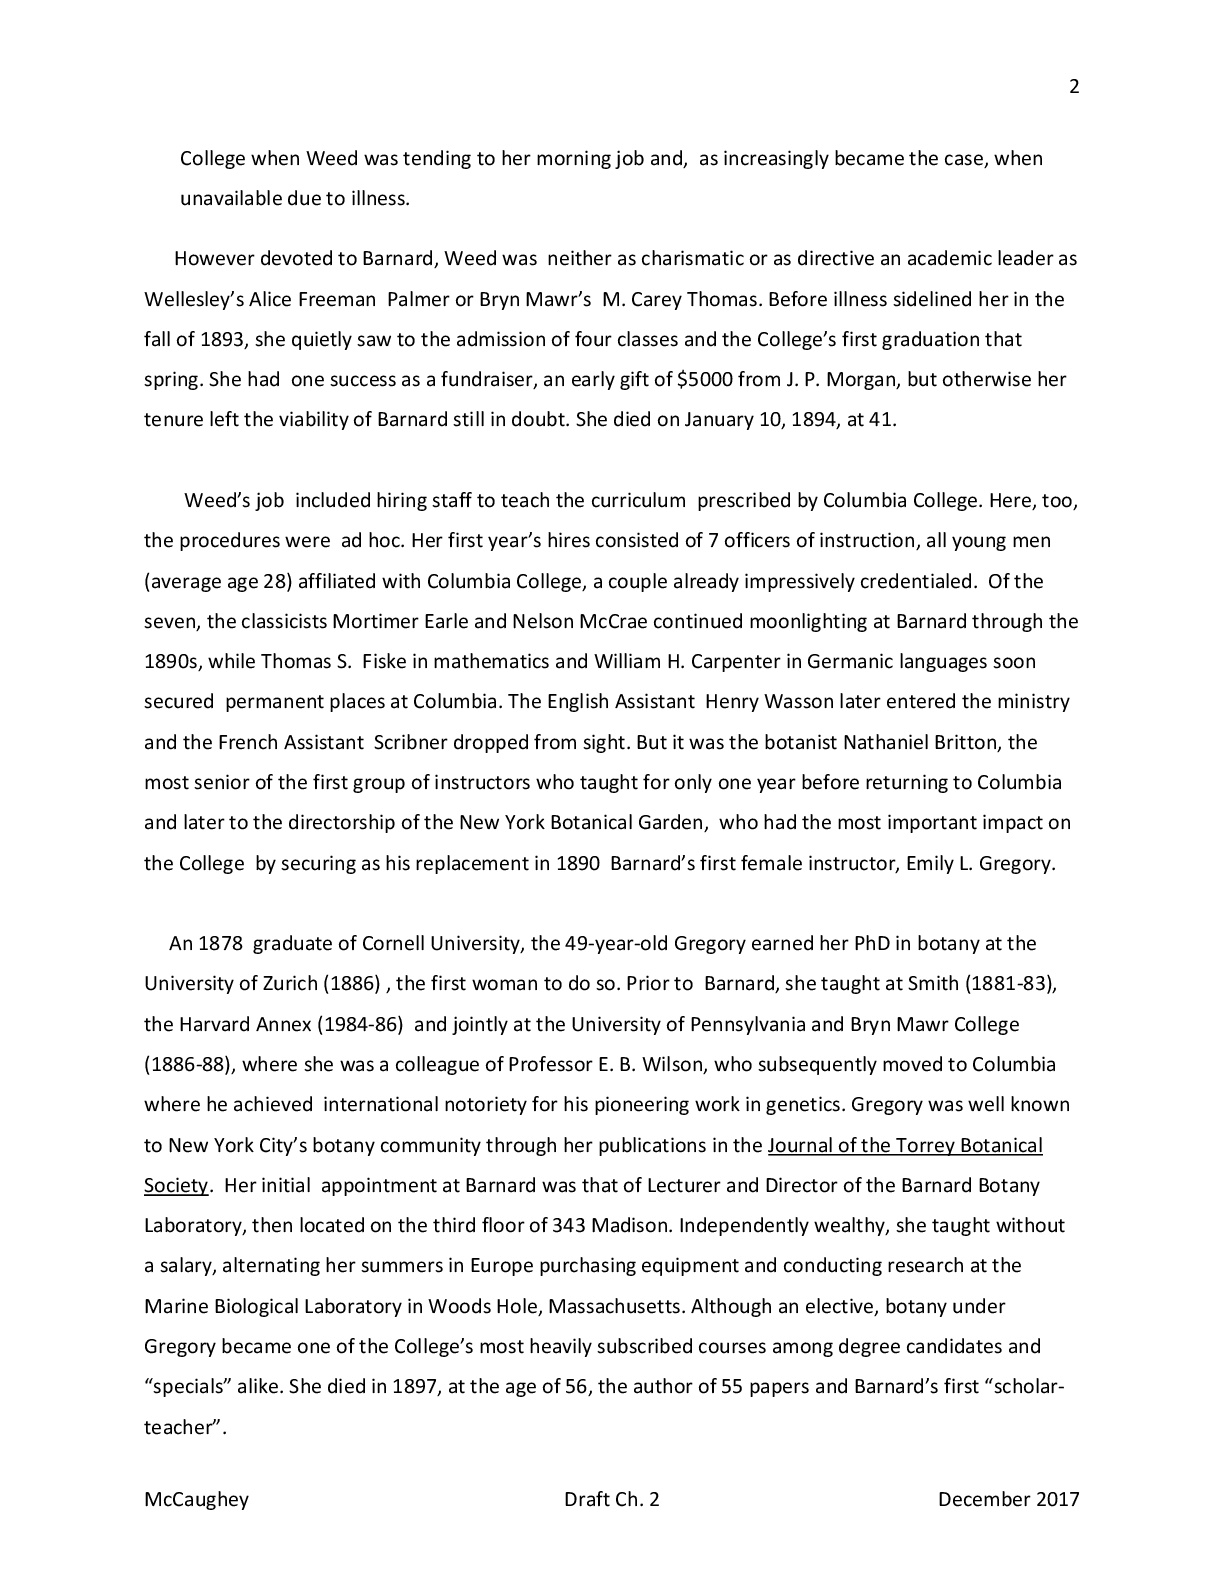 2
College when Weed was tending to her morning job and,  as increasingly became the case, when
unavailable due to illness.
However devoted to Barnard, Weed was  neither as charismatic or as directive an academic leader as
Wellesley’s Alice Freeman  Palmer or Bryn Mawr’s  M. Carey Thomas. Before illness sidelined her in the
fall of 1893, she quietly saw to the admission of four classes and the College’s first graduation that
spring. She had  one success as a fundraiser, an early gift of $5000 from J. P. Morgan, but otherwise her
tenure left the viability of Barnard still in doubt. She died on January 10, 1894, at 41.
Weed’s job  included hiring staff to teach the curriculum  prescribed by Columbia College. Here, too,
the procedures were  ad hoc. Her first year’s hires consisted of 7 officers of instruction, all young men
(average age 28) affiliated with Columbia College, a couple already impressively credentialed.  Of the
seven, the classicists Mortimer Earle and Nelson McCrae continued moonlighting at Barnard through the
1890s, while Thomas S.  Fiske in mathematics and William H. Carpenter in Germanic languages soon
secured  permanent places at Columbia. The English Assistant  Henry Wasson later entered the ministry
and the French Assistant  Scribner dropped from sight. But it was the botanist Nathaniel Britton, the
most senior of the first group of instructors who taught for only one year before returning to Columbia
and later to the directorship of the New York Botanical Garden,  who had the most important impact on
the College  by securing as his replacement in 1890  Barnard’s first female instructor, Emily L. Gregory.
An 1878  graduate of Cornell University, the 49-year-old Gregory earned her PhD in botany at the
University of Zurich (1886) , the first woman to do so. Prior to  Barnard, she taught at Smith (1881-83),
the Harvard Annex (1984-86)  and jointly at the University of Pennsylvania and Bryn Mawr College
(1886-88), where she was a colleague of Professor E. B. Wilson, who subsequently moved to Columbia
where he achieved  international notoriety for his pioneering work in genetics. Gregory was well known
to New York City’s botany community through her publications in the Journal of the Torrey Botanical
Society.  Her initial  appointment at Barnard was that of Lecturer and Director of the Barnard Botany
Laboratory, then located on the third floor of 343 Madison. Independently wealthy, she taught without
a salary, alternating her summers in Europe purchasing equipment and conducting research at the
Marine Biological Laboratory in Woods Hole, Massachusetts. Although an elective, botany under
Gregory became one of the College’s most heavily subscribed courses among degree candidates and
“specials” alike. She died in 1897, at the age of 56, the author of 55 papers and Barnard’s first “scholar-
teacher”.
McCaughey Draft Ch. 2 December 2017